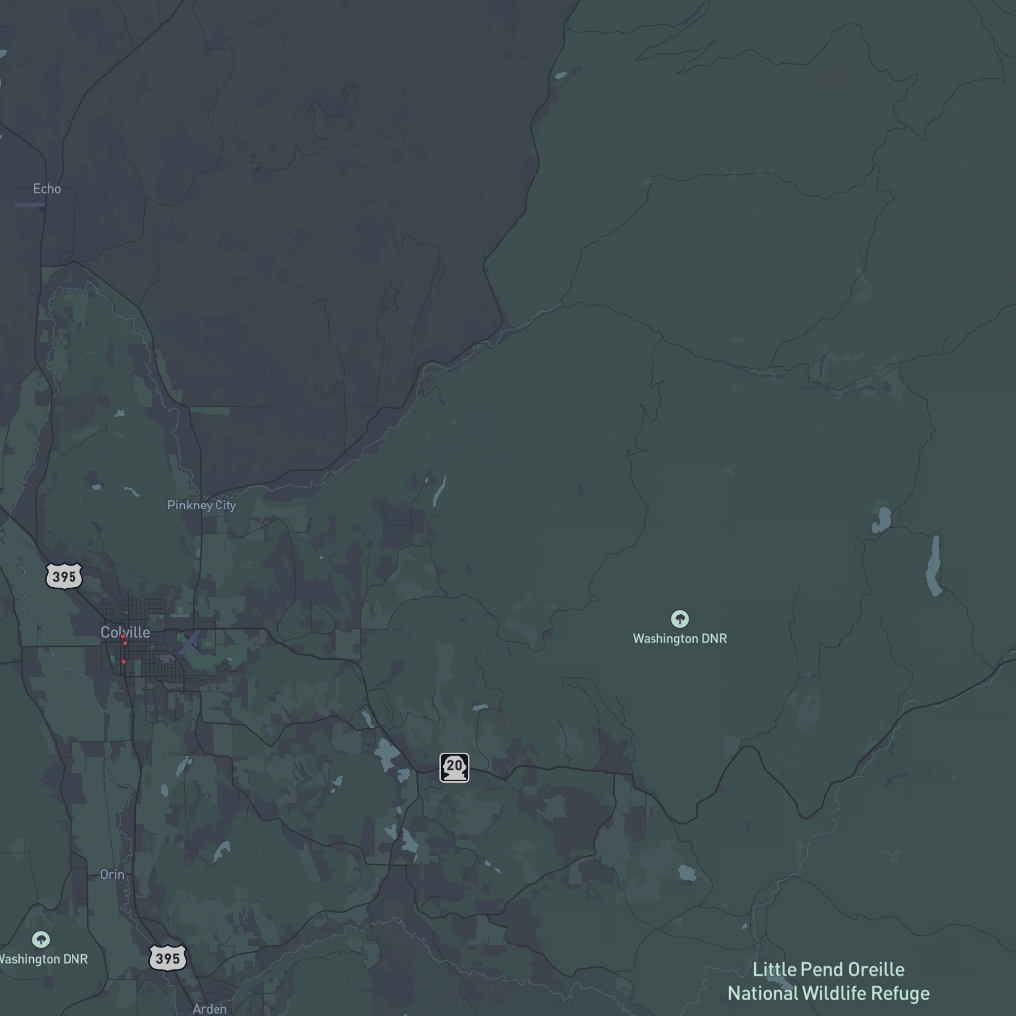 Echo
Pinkney City
395
Colville
Washington DNR
20
Orin
Washington DNR
395
Little Pend Oreille
National Wildlife Refuge
Arden